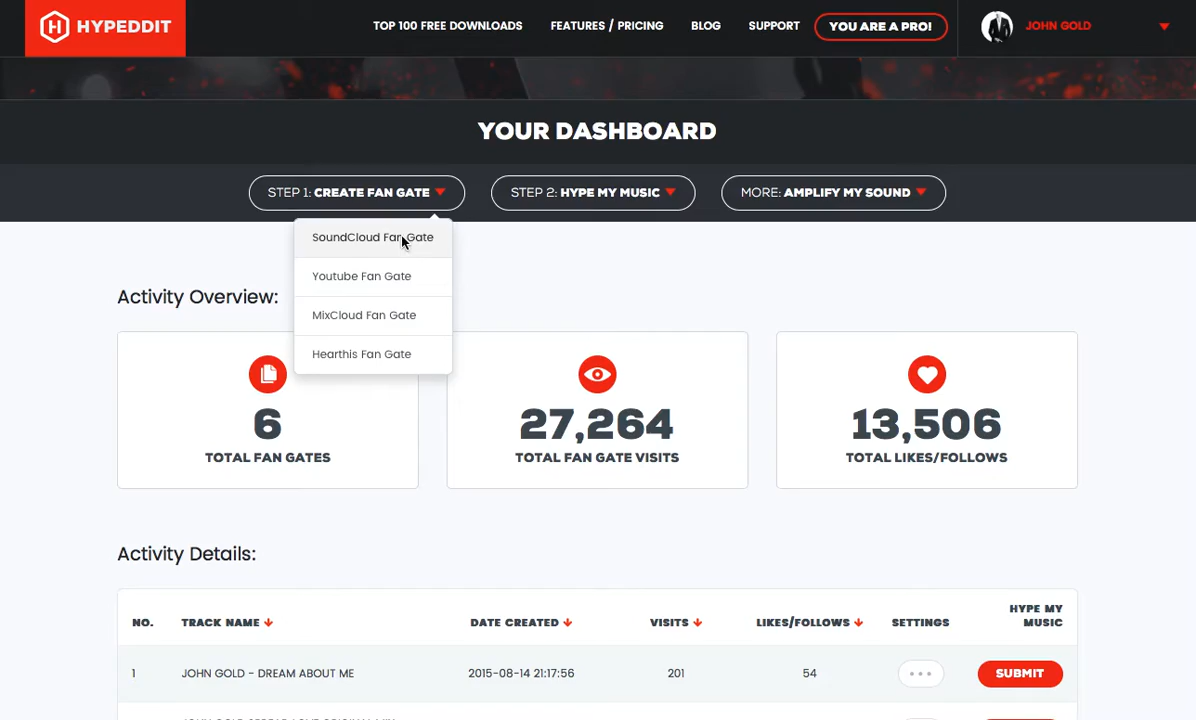 HYPEDDIT
TOP 100 FREE DOWNLOADS
FEATURES / PRICING
BLOG
SUPPORT
YOU ARE A PRO!
JOHN GOLD
YOUR DASHBOARD
STEP 1: CREATE FAN GATE
STEP 2: HYPE MY MUSIC
MORE: AMPLIFY MY SOUND
SoundCloud Fan Gate
Youtube Fan Gate
MixCloud Fan Gate
Hearthis Fan Gate
Activity Overview:
6
TOTAL FAN GATES
27,264
TOTAL FAN GATE VISITS
13,506
TOTAL LIKES/FOLLOWS
Activity Details:
NO.
TRACK NAME
DATE CREATED
VISITS
LIKES/FOLLOWS
SETTINGS
HYPE MY
MUSIC
1
JOHN GOLD - DREAM ABOUT ME
2015-08-14 21:17:56
201
54
SUBMIT